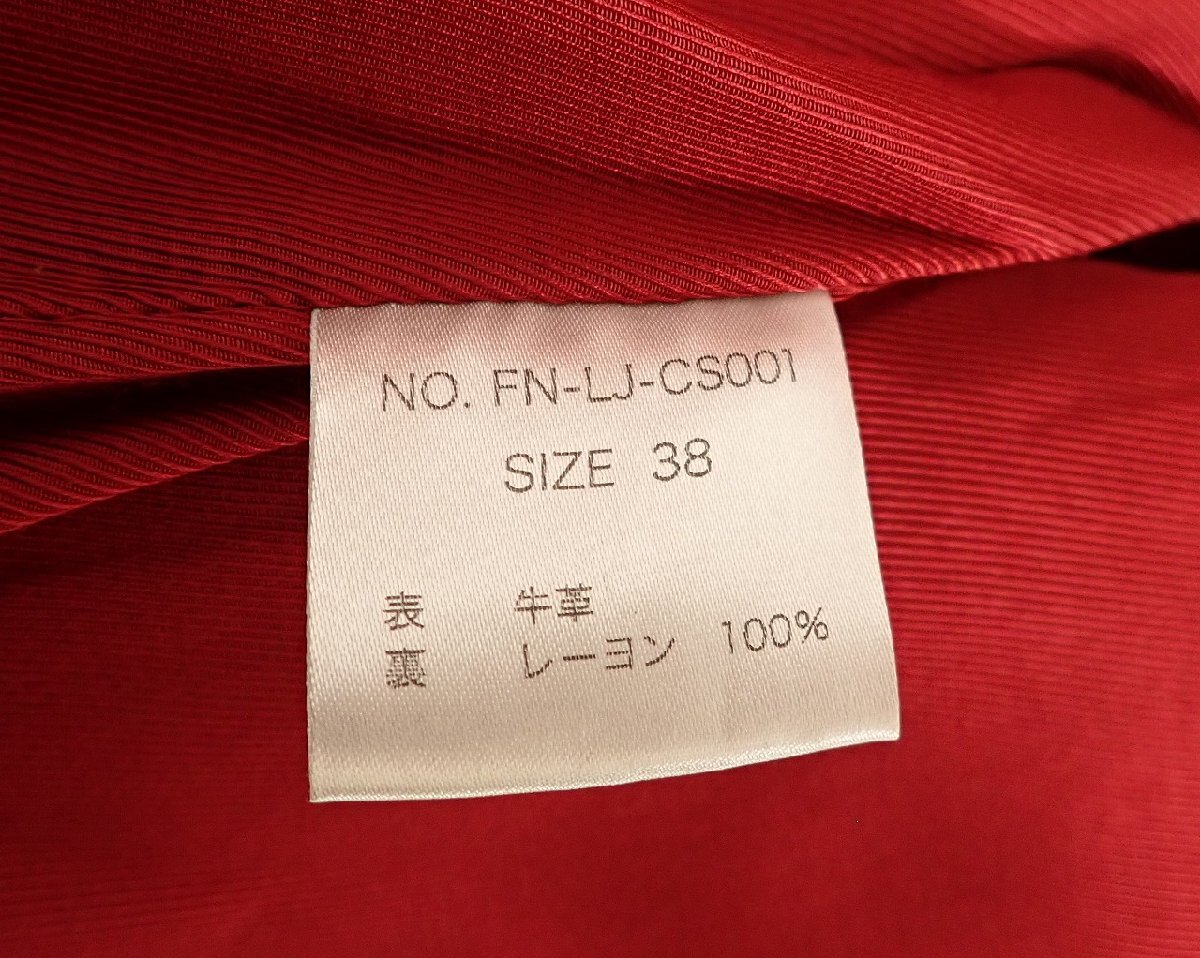 NO. FN-LJ-CS001
SIZE 38
表 牛革
裏 レーヨン 100%